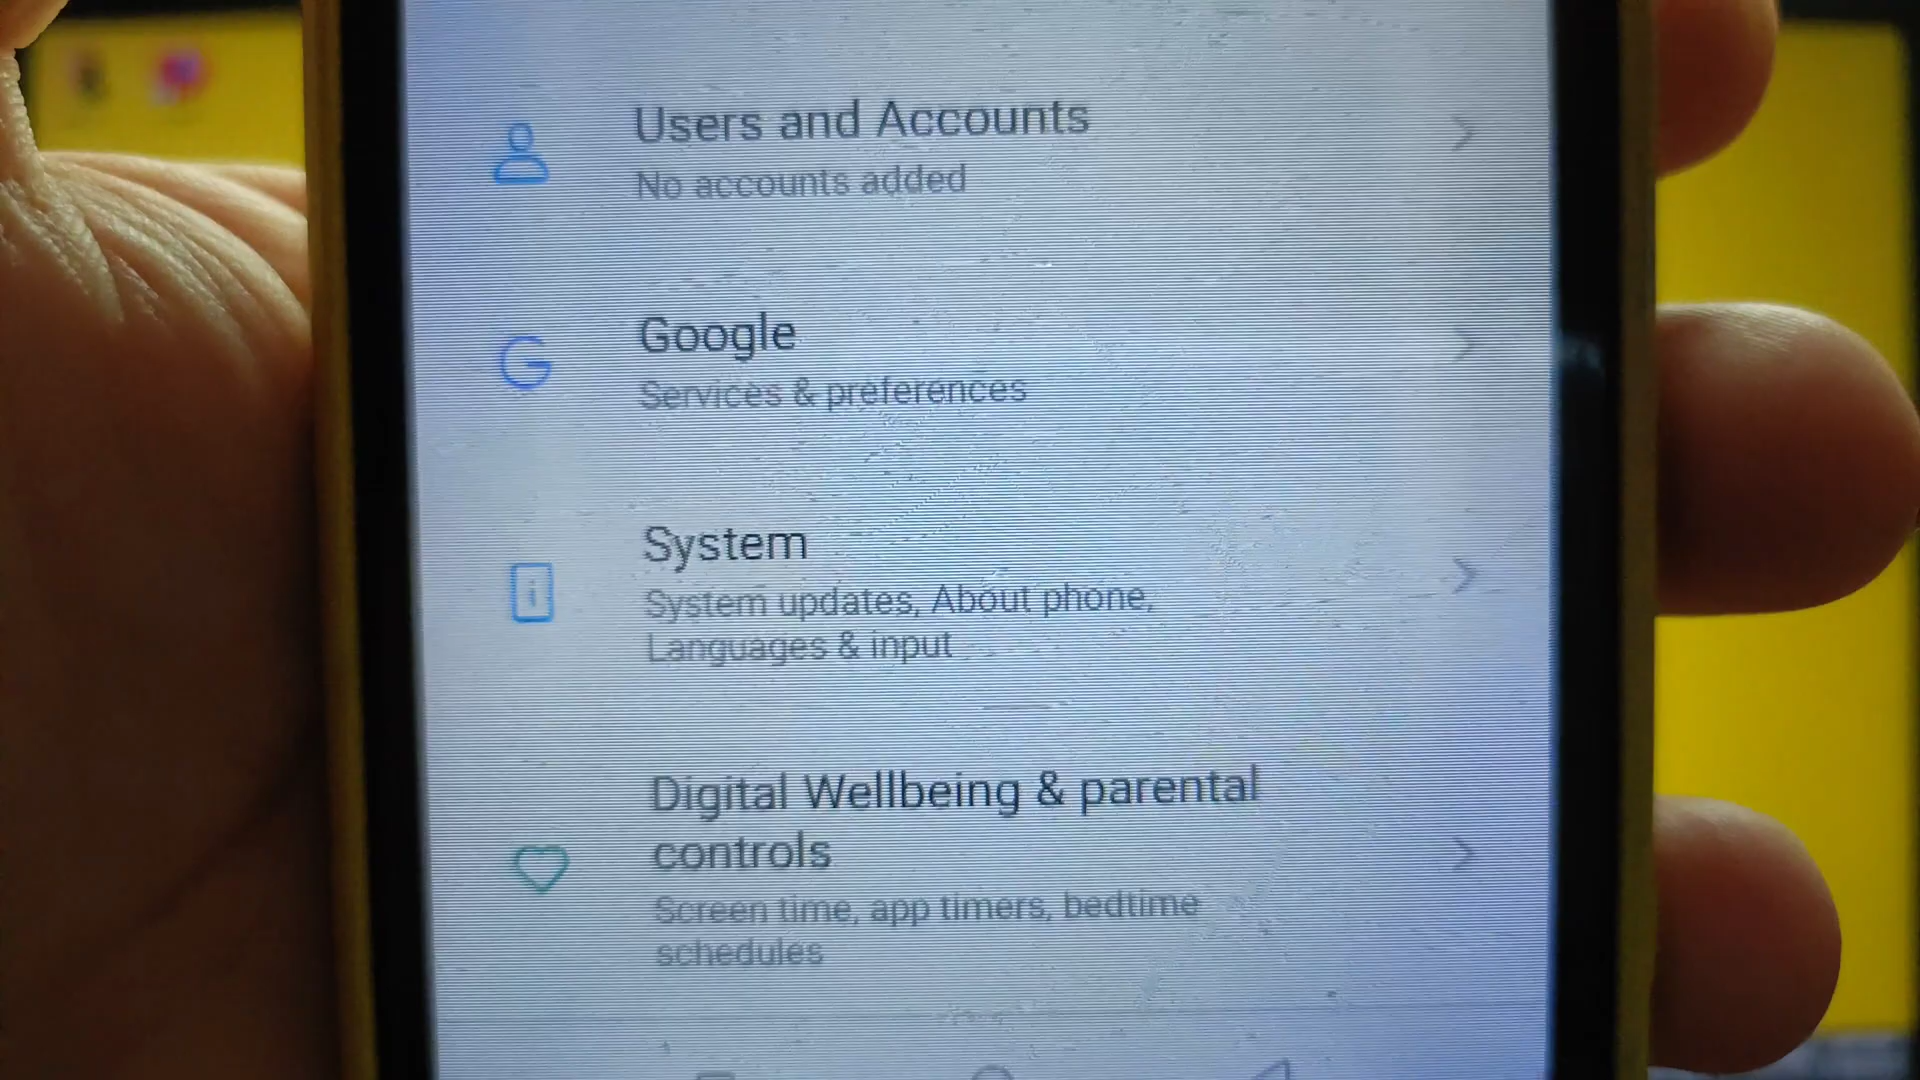 Users and Accounts
No accounts added
Google
Services & preferences
System
System updates, About phone,
Languages & input
Digital Wellbeing & parental
controls
Screen time, app timers, bedtime
schedules